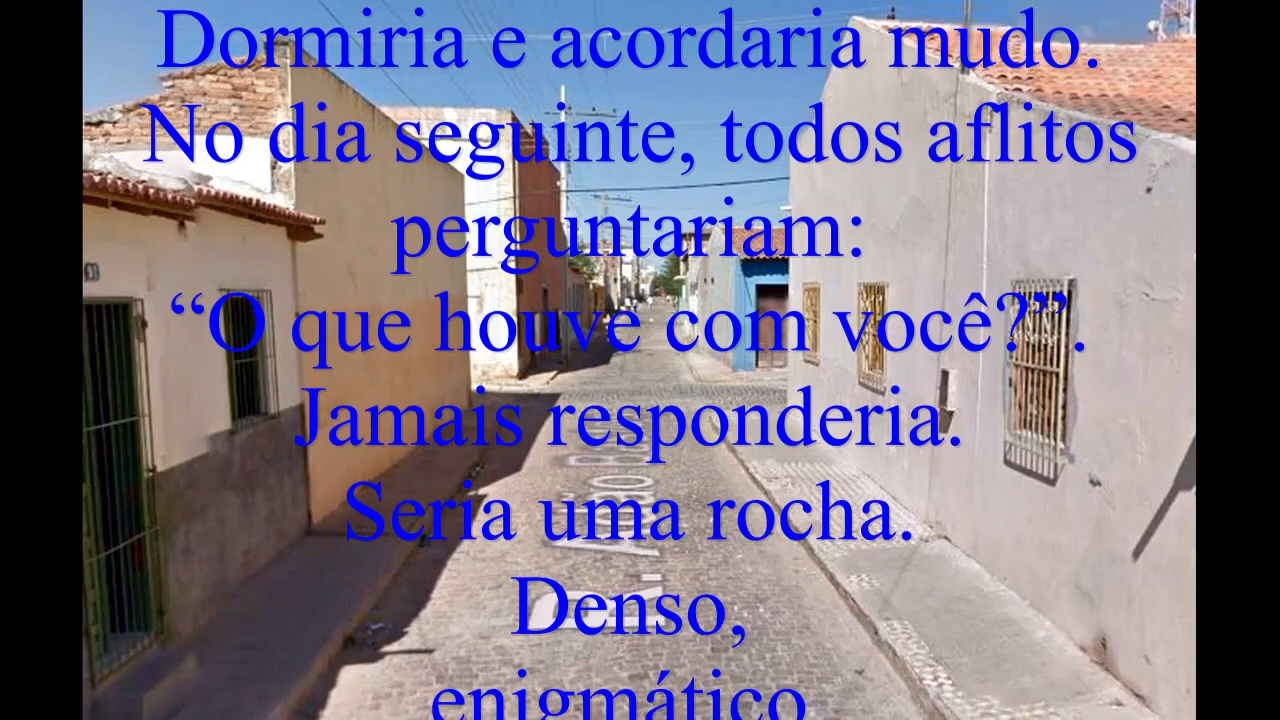 Dormiria e acordaria mudo.
No dia seguinte, todos aflitos
perguntariam:
“O que houve com você?”.
Jamais responderia.
Seria uma rocha.
Denso,
enigmático